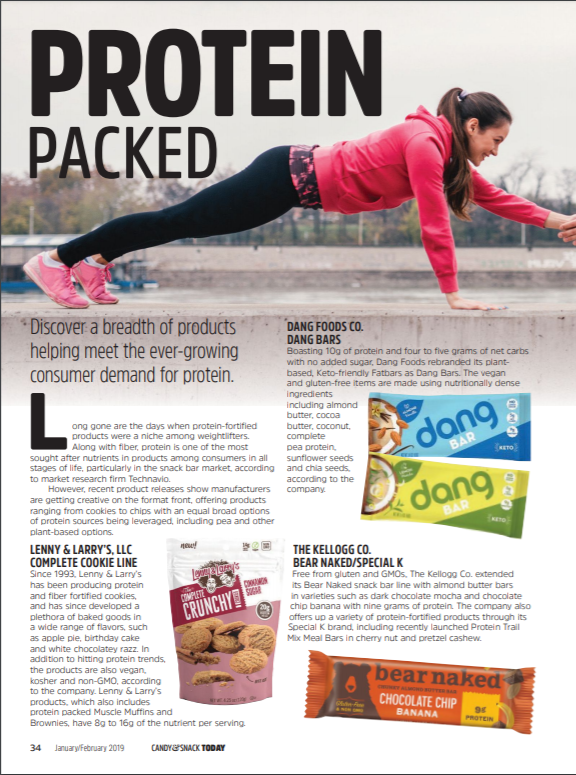 PROTEIN
PACKED
Discover a breadth of products
helping meet the ever-growing
consumer demand for protein.
Long gone are the days when protein-fortified
products were a niche among weightlifters.
Along with fiber, protein is one of the most
sought after nutrients in products among consumers in all
stages of life, particularly in the snack bar market, according
to market research firm Technavio.
However, recent product releases show manufacturers
are getting creative on the format front, offering products
ranging from cookies to chips with an equal broad options
of protein sources being leveraged, including pea and other
plant-based options.
LENNY & LARRY'S, LLC
COMPLETE COOKIE LINE
Since 1993, Lenny & Larry's
has been producing protein
and fiber fortified cookies,
and has since developed a
plethora of baked goods in
a wide range of flavors, such
as apple pie, birthday cake
and white chocolatey razz. In
addition to hitting protein trends,
the products are also vegan,
kosher and non-GMO, according
to the company. Lenny & Larry's
products, which also includes
protein packed Muscle Muffins and
Brownies, have 8g to 16g of the nutrient per serving.
new!
Lenny & Larry's
The COMPLETE
CRUNCHY
CINNAMON
SUGAR
DANG FOODS CO.
DANG BARS
Boasting 10g of protein and four to five grams of net carbs
with no added sugar, Dang Foods rebranded its plant-
based, Keto-friendly Fatbars as Dang Bars. The vegan
and gluten-free items are made using nutritionally dense
ingredients
including almond
butter, cocoa
butter, coconut,
complete
pea protein,
sunflower seeds
and chia seeds,
according to the
company.
dang
BAR
KETO
dang
BAR
KETO
THE KELLOGG CO.
BEAR NAKED/SPECIAL K
Free from gluten and GMOs, The Kellogg Co. extended
its Bear Naked snack bar line with almond butter bars
in varieties such as dark chocolate mocha and chocolate
chip banana with nine grams of protein. The company also
offers up a variety of protein-fortified products through its
Special K brand, including recently launched Protein Trail
Mix Meal Bars in cherry nut and pretzel cashew.
bear naked
CHUNKY ALMOND BUTTER BAR
CHOCOLATE CHIP
BANANA
Gluten-Free
& NON GMO
9g
PROTEIN
34 January/February 2019 CANDY&SNACK TODAY